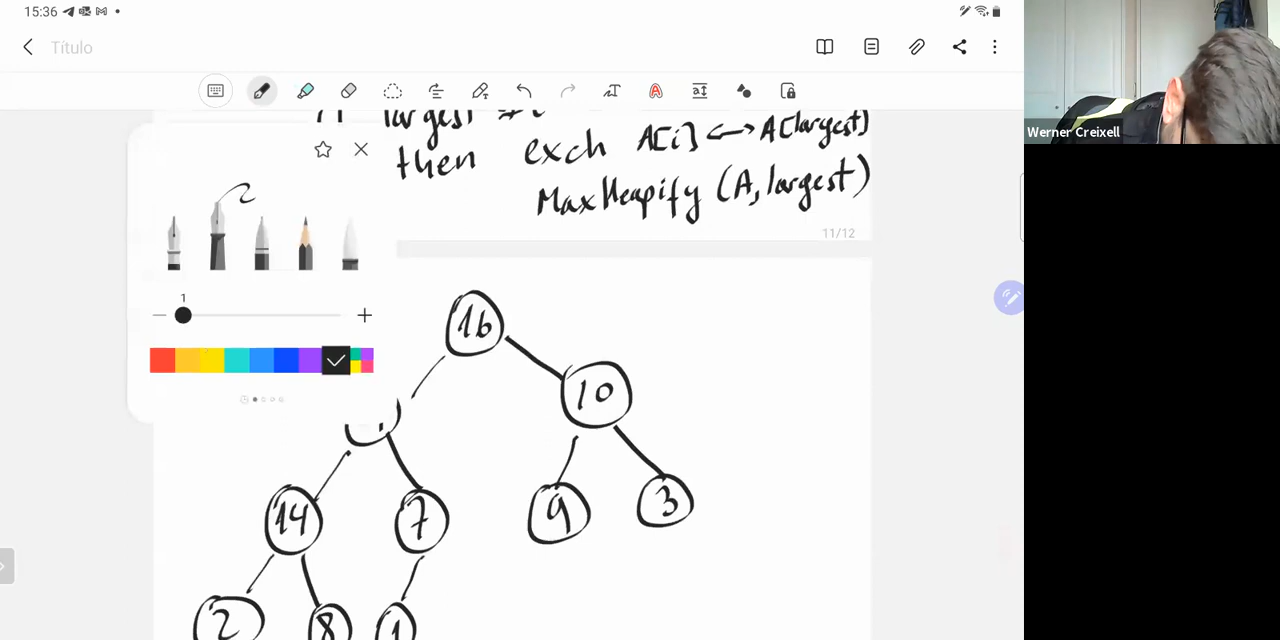 15:36
Título
largest
then exch A[i] <-> A[largest]
MaxHeapify (A, largest)
11/12
1
16
10
14 7 9 3
2 8 1
Werner Creixell